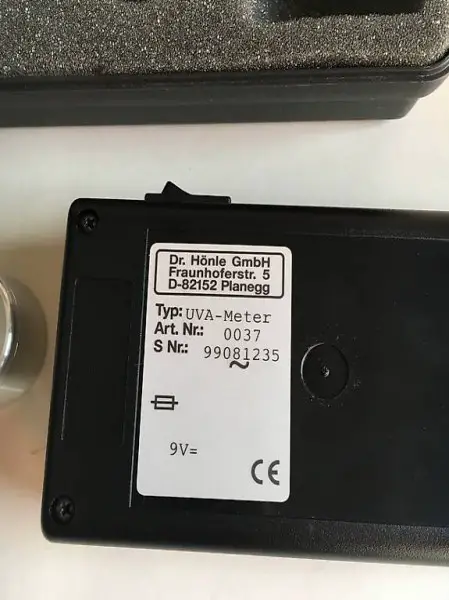 Dr. Hönle GmbH
Fraunhoferstr. 5
D-82152 Planegg
Typ: UVA-Meter
Art. Nr.: 0037
S Nr.: 99081235
~
9V=
CE